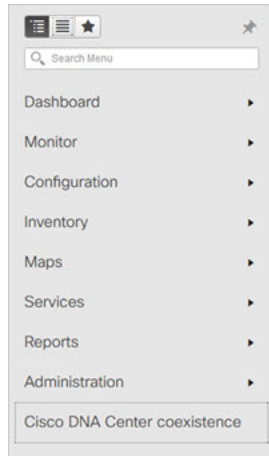 Search Menu
Dashboard
Monitor
Configuration
Inventory
Maps
Services
Reports
Administration
Cisco DNA Center coexistence